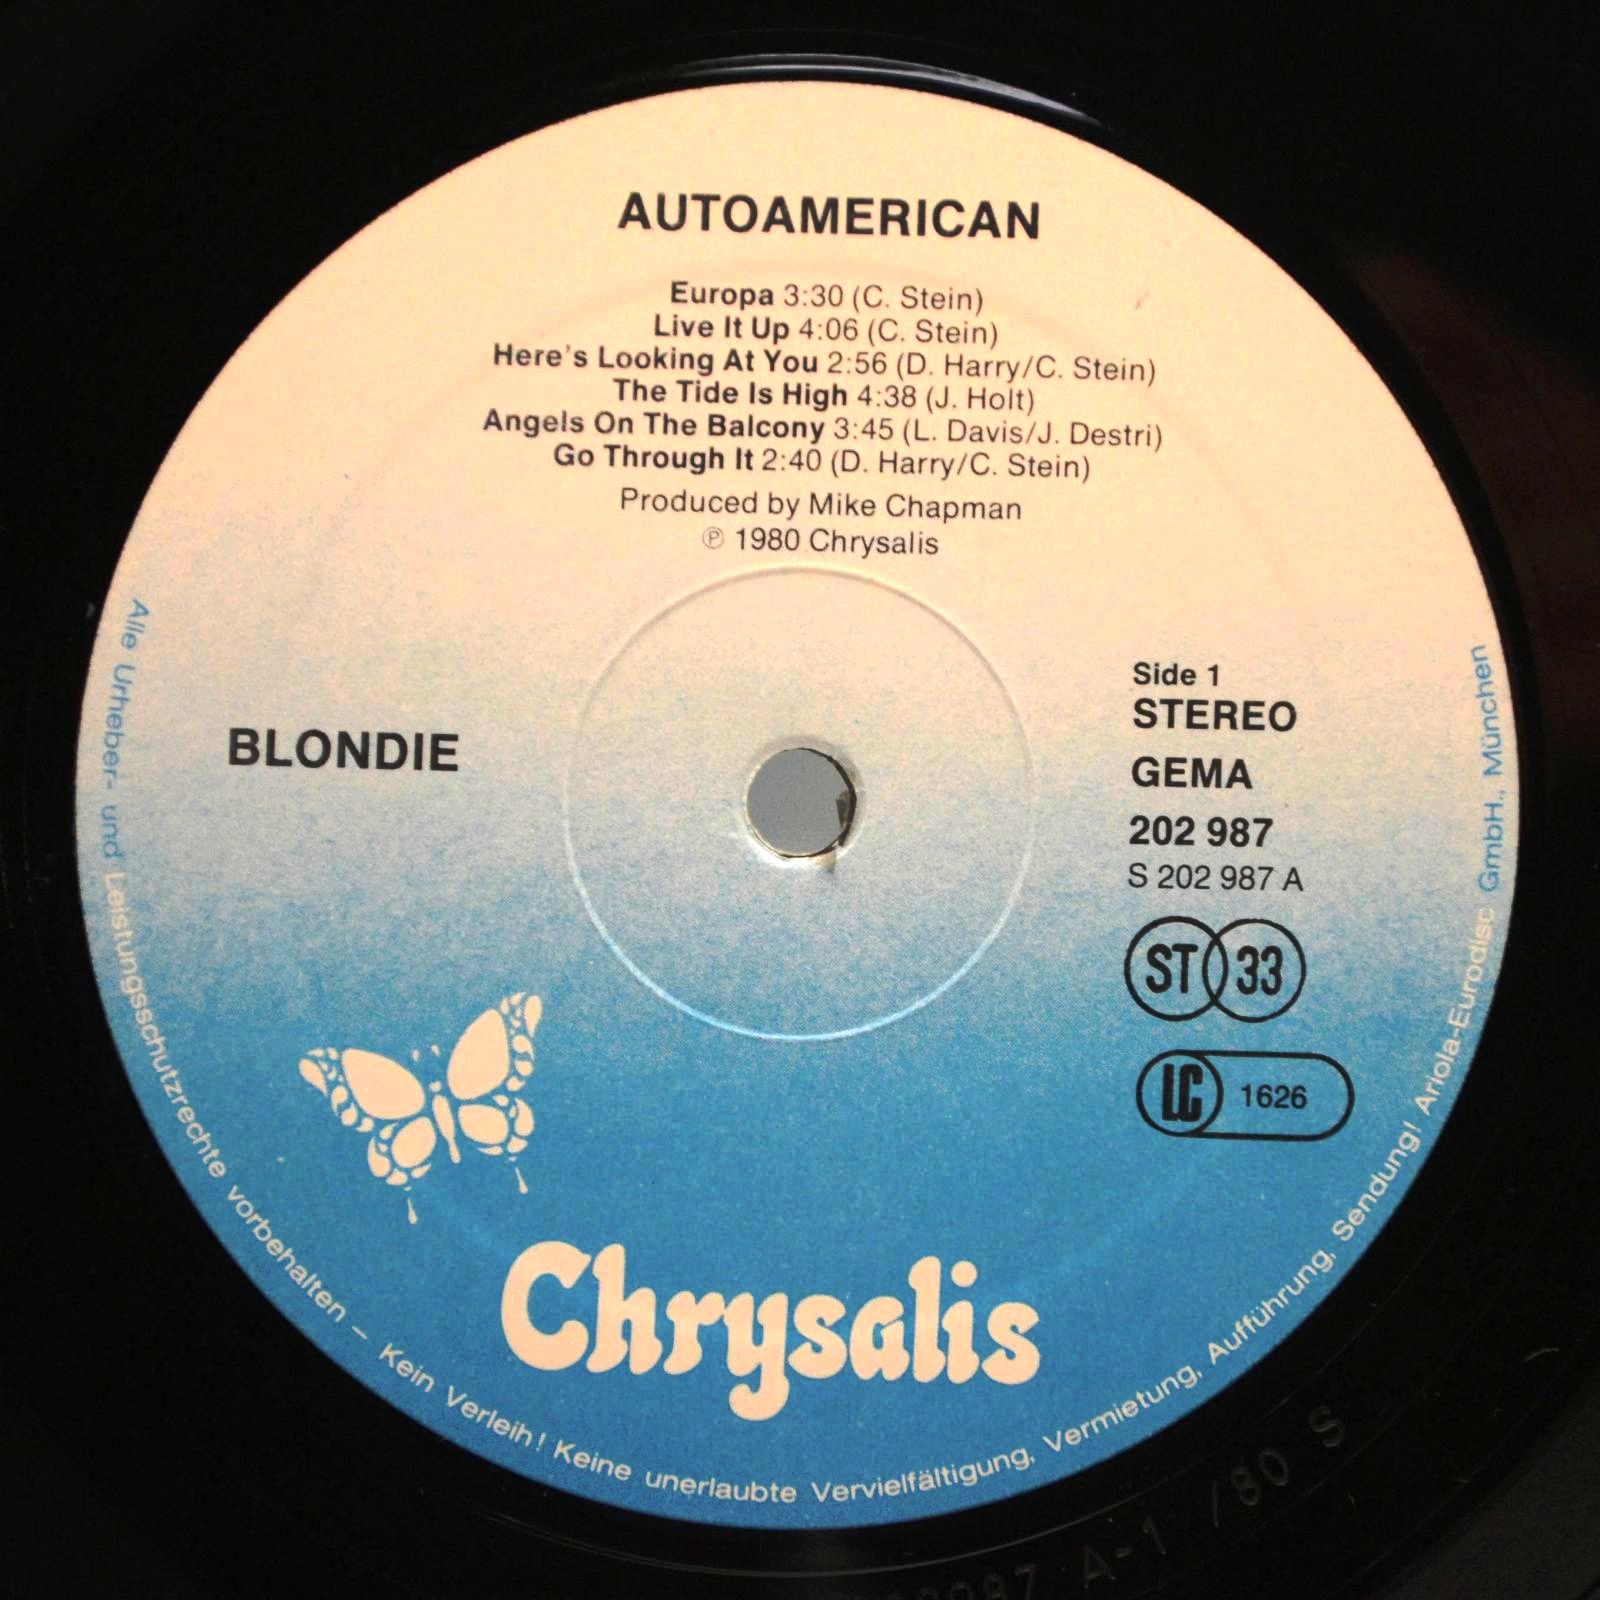 AUTOAMERICAN
Europa 3:30 (C. Stein)
Live It Up 4:06 (C. Stein)
Here's Looking At You 2:56 (D. Harry/C. Stein)
The Tide Is High 4:38 (J. Holt)
Angels On The Balcony 3:45 (L. Davis/J. Destri)
Go Through It 2:40 (D. Harry/C. Stein)
Produced by Mike Chapman
℗ 1980 Chrysalis
BLONDIE
Side 1
STEREO
GEMA
202 987
S 202 987 A
ST 33
LC 1626
Chrysalis
Alle Urheber- und Leistungsschutzrechte vorbehalten – Kein Verleih! Keine unerlaubte Vervielfältigung, Vermietung, Aufführung, Sendung! Ariola-Eurodisc GmbH., München
A-1 /80 S